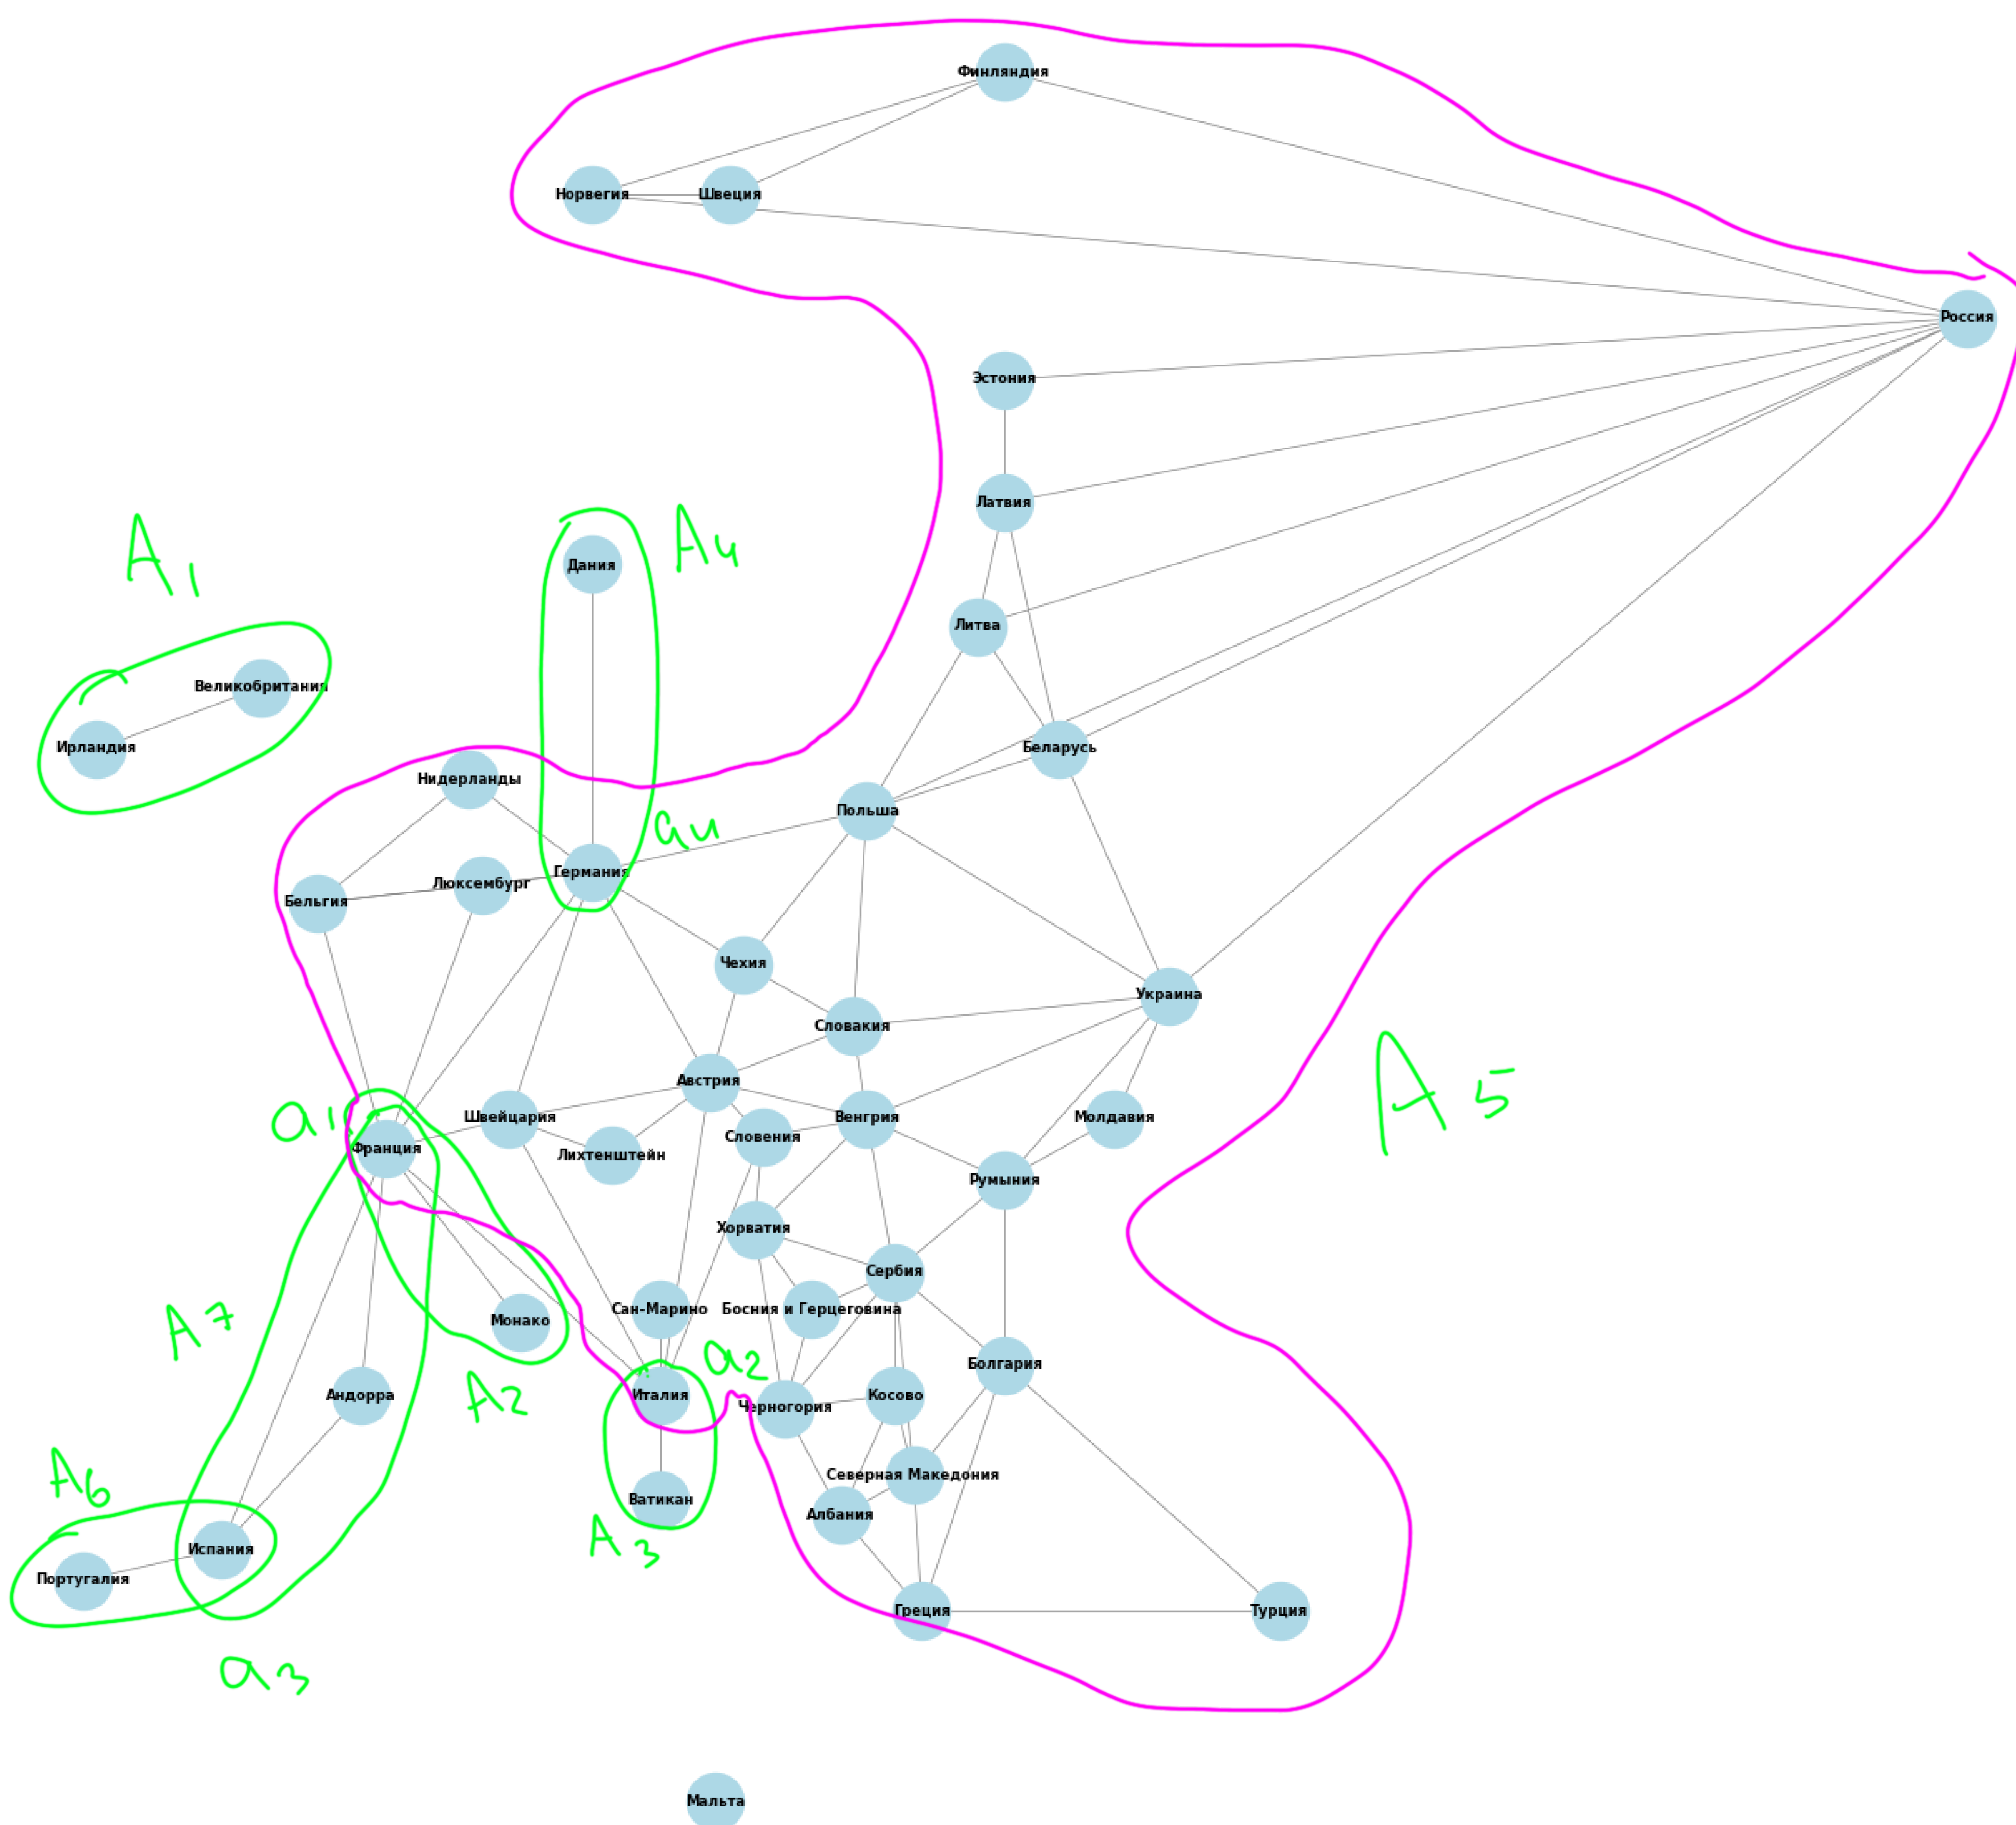 Финляндия
Норвегия
Швеция
Россия
Эстония
Латвия
A1
Дания
A4
Литва
Великобритания
Ирландия
Беларусь
Нидерланды
Польша
a4
Германия
Люксембург
Бельгия
Чехия
Украина
Словакия
A5
Австрия
a1
Швейцария
Венгрия
Молдавия
Словения
Франция
Лихтенштейн
Румыния
Хорватия
Сербия
Сан-Марино
Босния и Герцеговина
A7
Монако
a2
Болгария
Андорра
A2
Италия
Черногория
Косово
A6
Северная Македония
Ватикан
Албания
A3
Испания
Португалия
Греция
Турция
a3
Мальта